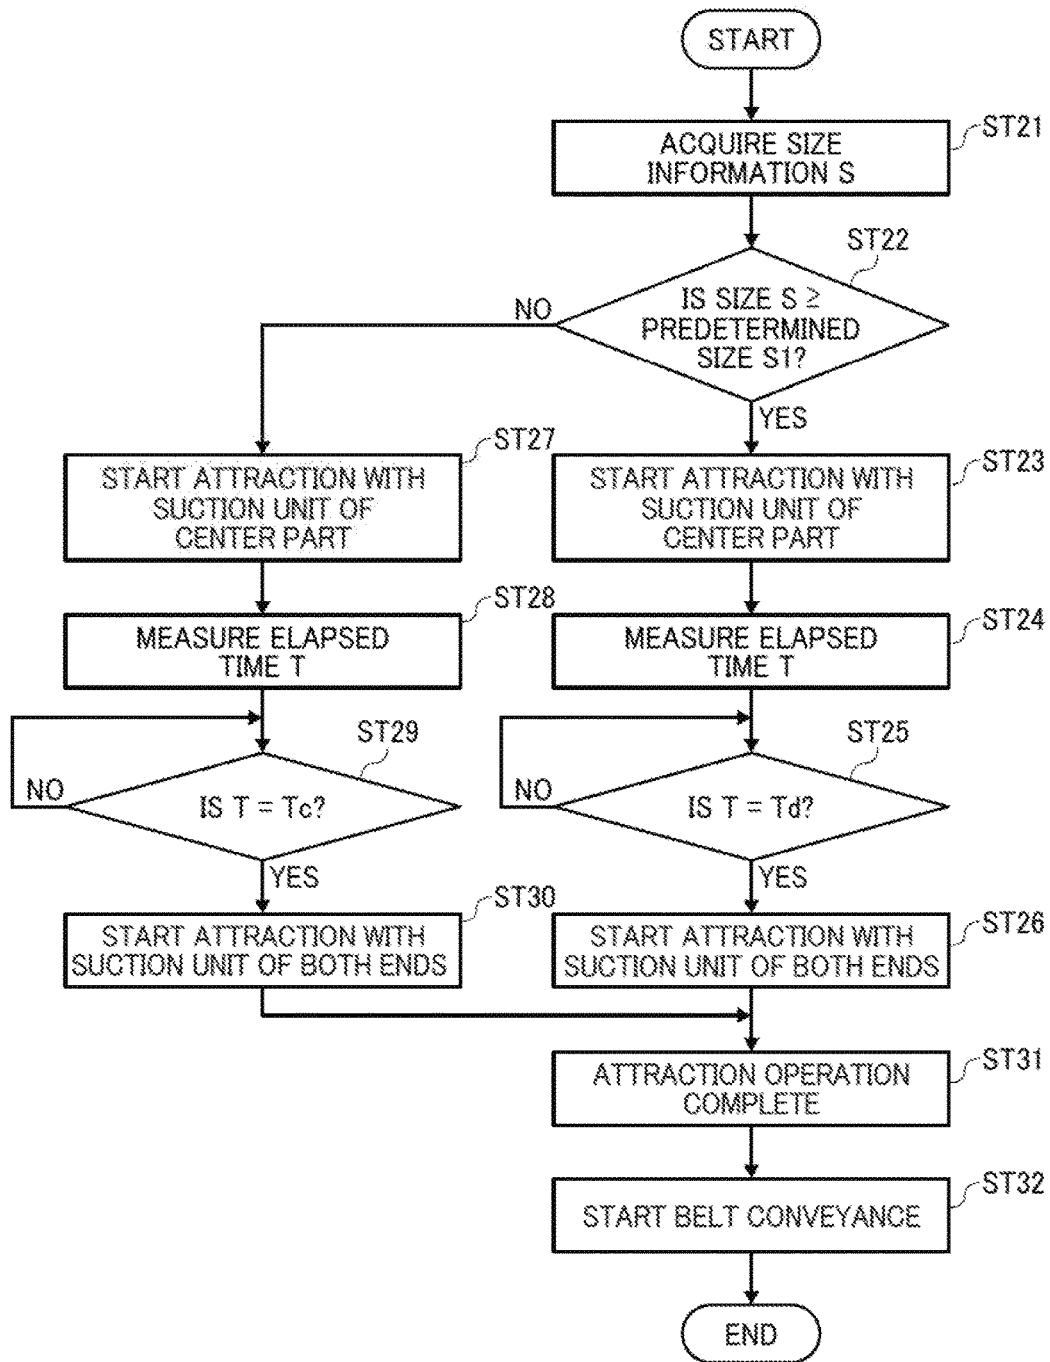 START
ST21
ACQUIRE SIZE
INFORMATION S
ST22
IS SIZE S ≥
PREDETERMINED
SIZE S1?
NO
YES
ST27
START ATTRACTION WITH
SUCTION UNIT OF
CENTER PART
ST23
START ATTRACTION WITH
SUCTION UNIT OF
CENTER PART
ST28
MEASURE ELAPSED
TIME T
ST24
MEASURE ELAPSED
TIME T
ST29
IS T = Tc?
NO
YES
ST25
IS T = Td?
NO
YES
ST30
START ATTRACTION WITH
SUCTION UNIT OF BOTH ENDS
ST26
START ATTRACTION WITH
SUCTION UNIT OF BOTH ENDS
ST31
ATTRACTION OPERATION
COMPLETE
ST32
START BELT CONVEYANCE
END